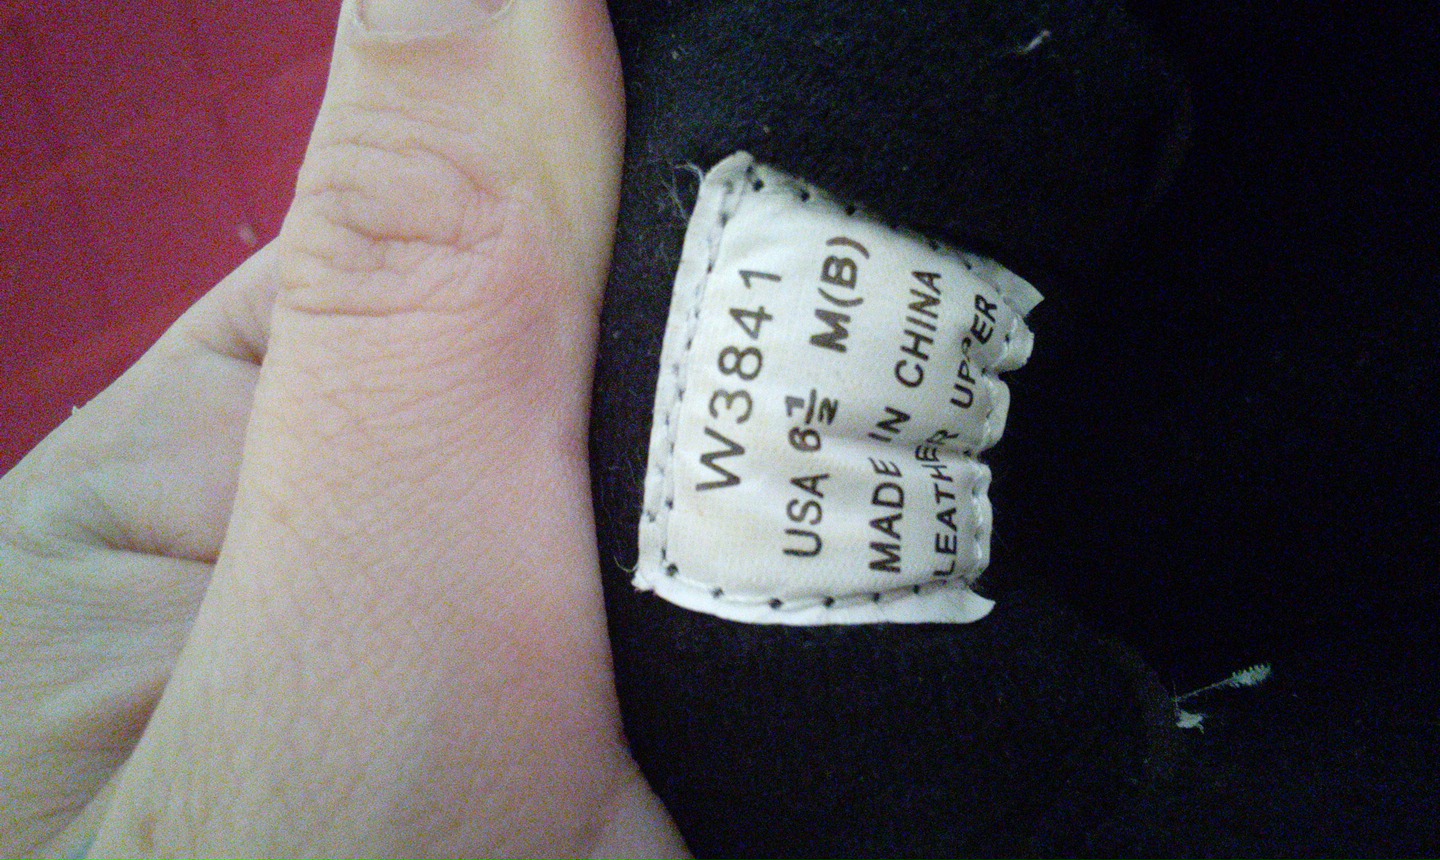 W3841
USA 6½ M(B)
MADE IN CHINA
LEATHER UPPER